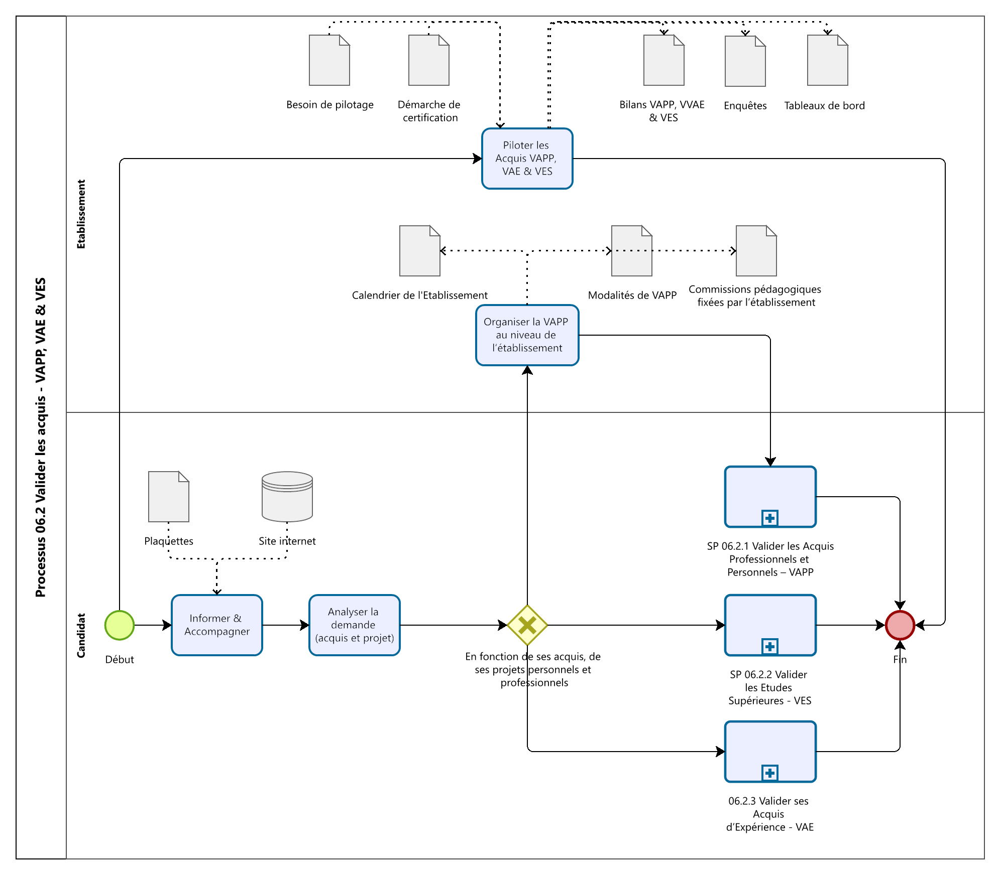 Processus 06.2 Valider les acquis - VAPP, VAE & VES
Etablissement
Besoin de pilotage
Démarche de
certification
Bilans VAPP, VVAE
& VES
Enquêtes
Tableaux de bord
Piloter les
Acquis VAPP,
VAE & VES
Calendrier de l'Etablissement
Modalités de VAPP
Commissions pédagogiques
fixées par l’établissement
Organiser la VAPP
au niveau de
l’établissement
Candidat
Plaquettes
Site internet
Début
Informer &
Accompagner
Analyser la
demande
(acquis et projet)
En fonction de ses acquis, de
ses projets personnels et
professionnels
SP 06.2.1 Valider les Acquis
Professionnels et
Personnels – VAPP
SP 06.2.2 Valider
les Etudes
Supérieures - VES
Fin
06.2.3 Valider ses
Acquis
d’Expérience - VAE